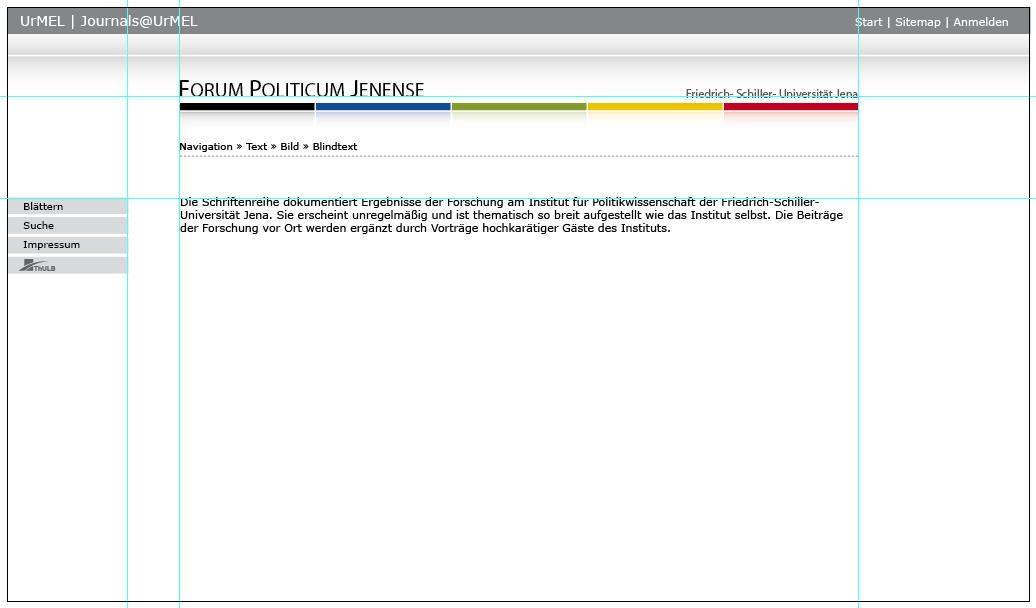 UrMEL | Journals@UrMEL
Start | Sitemap | Anmelden
FORUM POLITICUM JENENSE
Friedrich- Schiller- Universität Jena
Navigation » Text » Bild » Blindtext
Blättern
Suche
Impressum
THULB
Die Schriftenreihe dokumentiert Ergebnisse der Forschung am Institut für Politikwissenschaft der Friedrich-Schiller-
Universität Jena. Sie erscheint unregelmäßig und ist thematisch so breit aufgestellt wie das Institut selbst. Die Beiträge
der Forschung vor Ort werden ergänzt durch Vorträge hochkarätiger Gäste des Instituts.